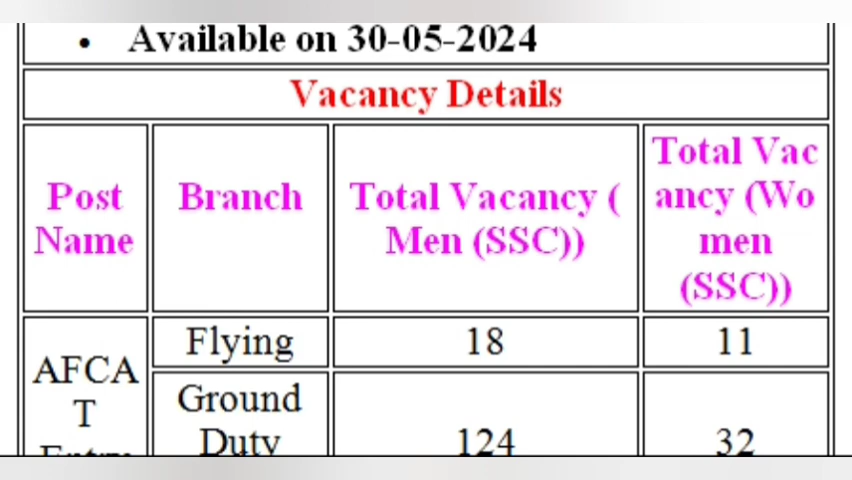 • Available on 30-05-2024
Vacancy Details
Post Name
Branch
Total Vacancy (
Men (SSC))
Total Vac
ancy (Wo
men
(SSC))
AFCA
T
Entry
Flying
18
11
Ground
Duty
124
32